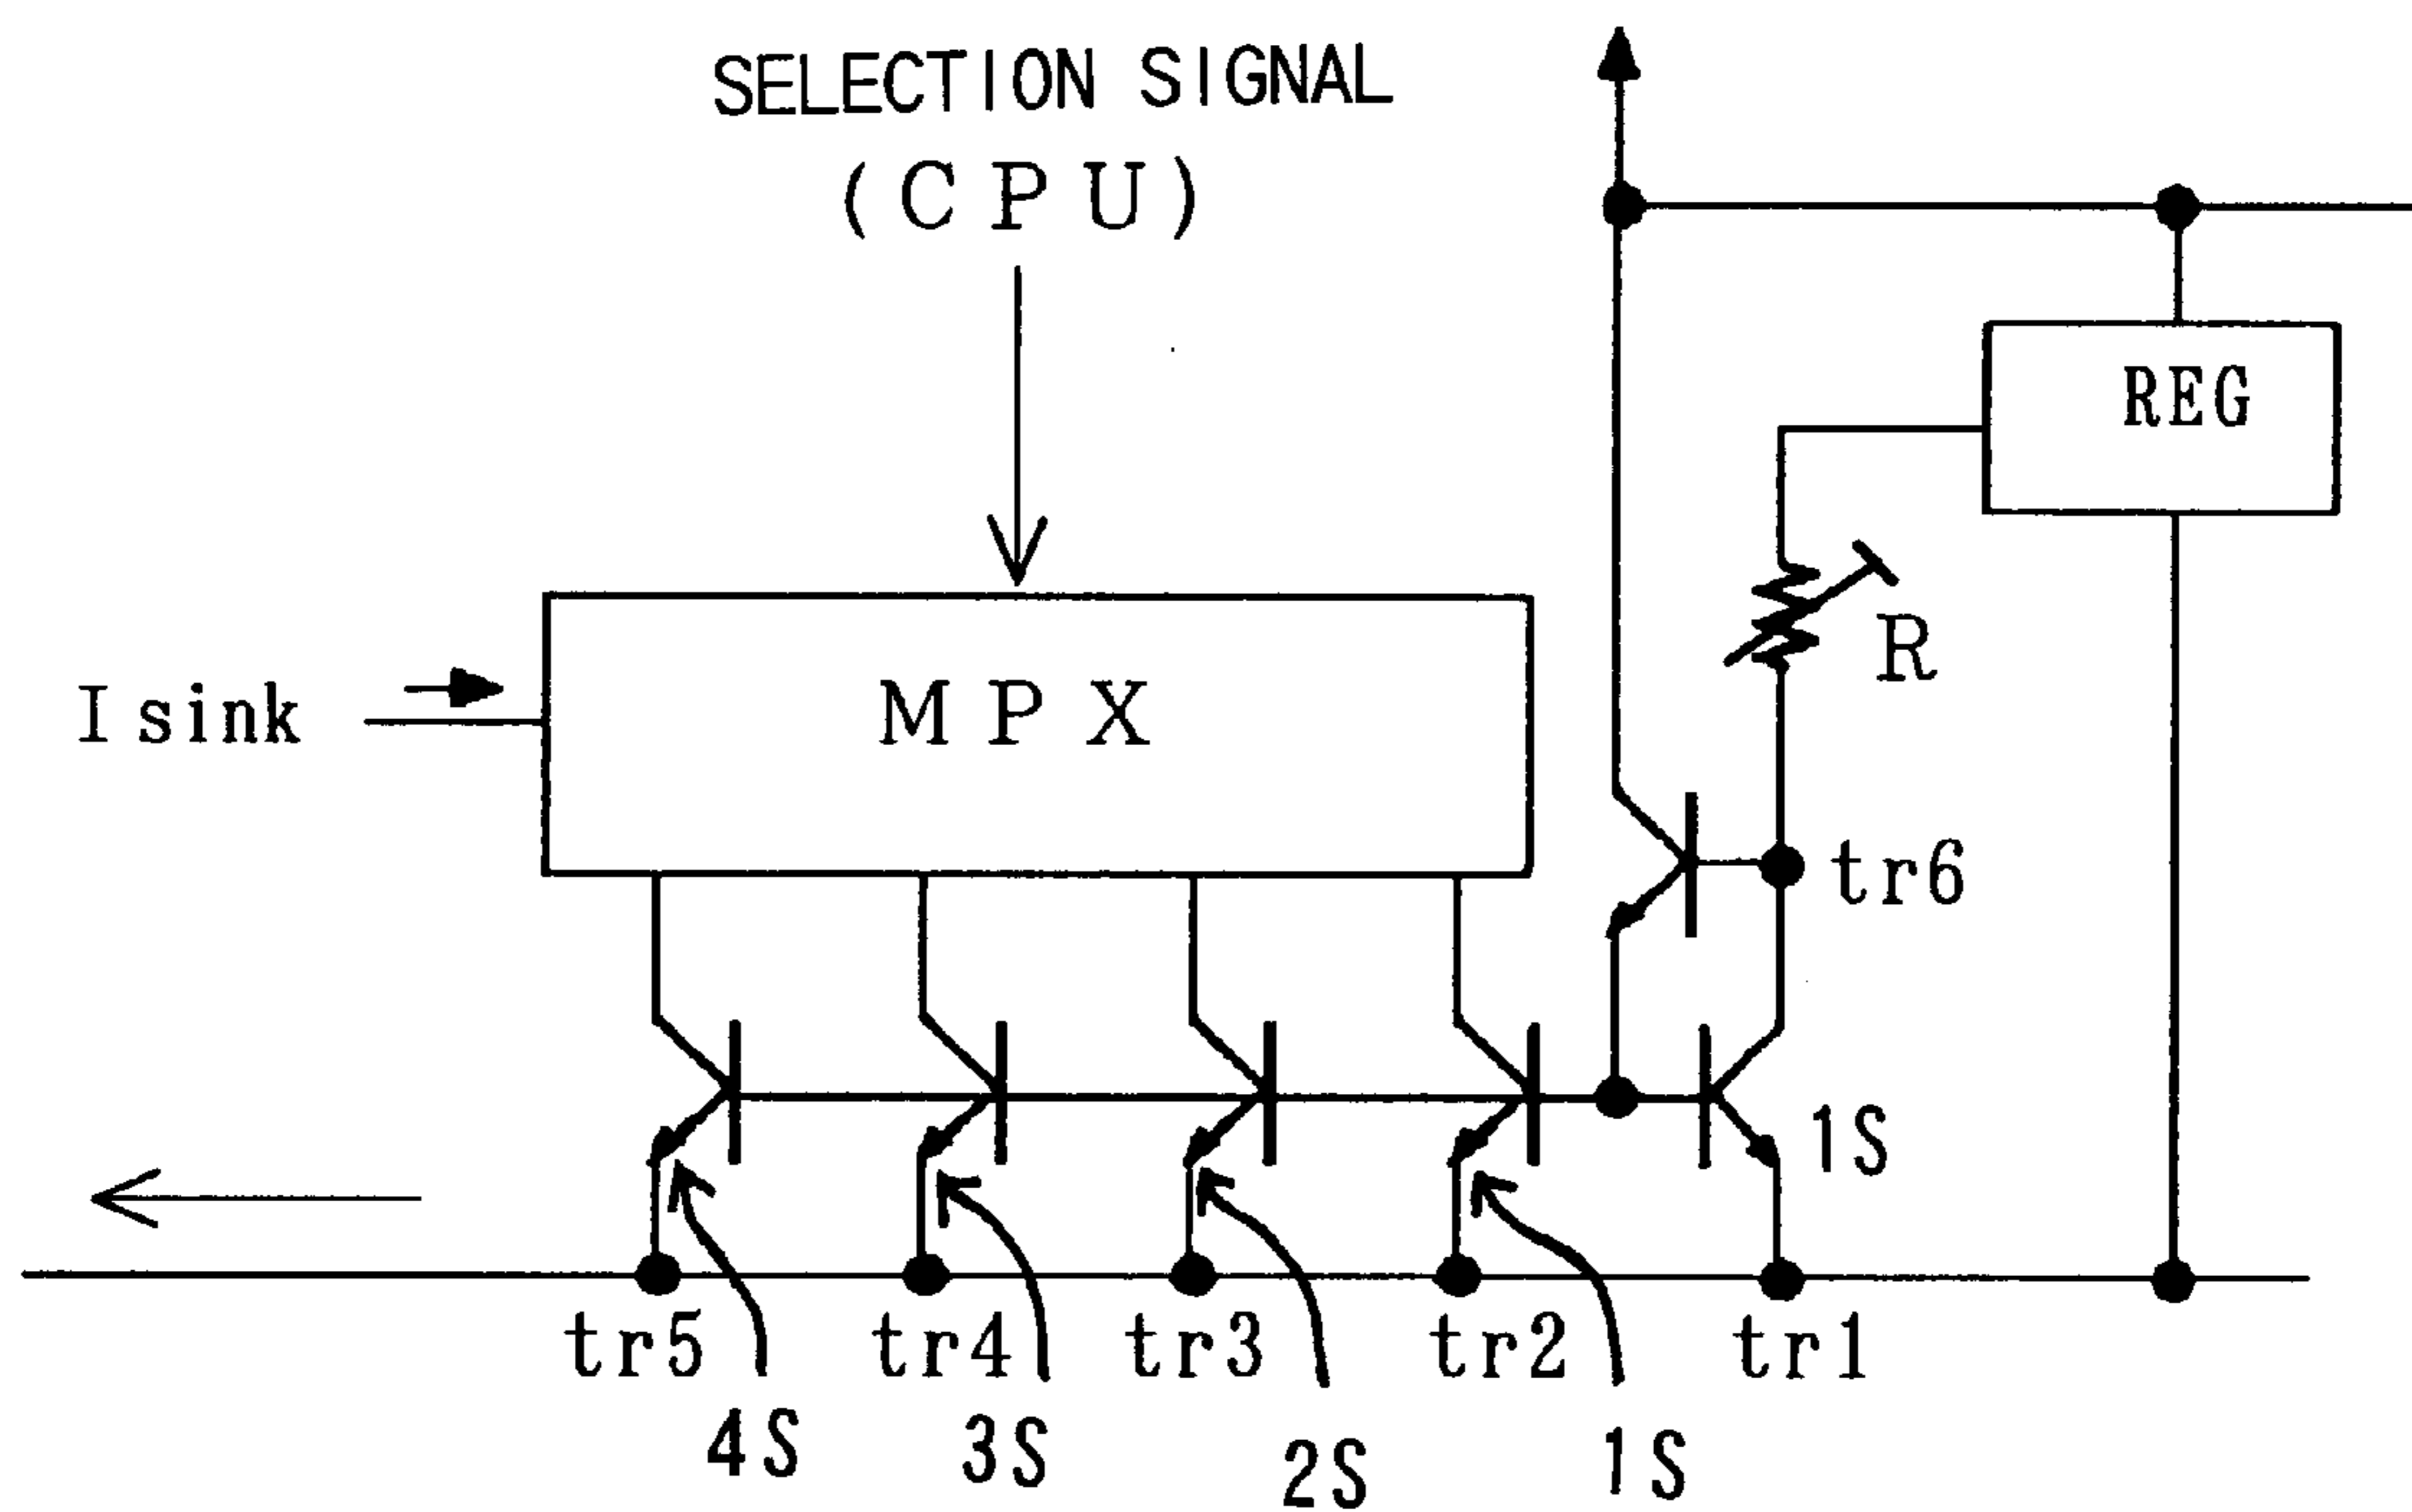 SELECTION SIGNAL
(CPU)
REG
R
Isink
MPX
tr6
1S
tr5
tr4
tr3
tr2
tr1
4S
3S
2S
1S